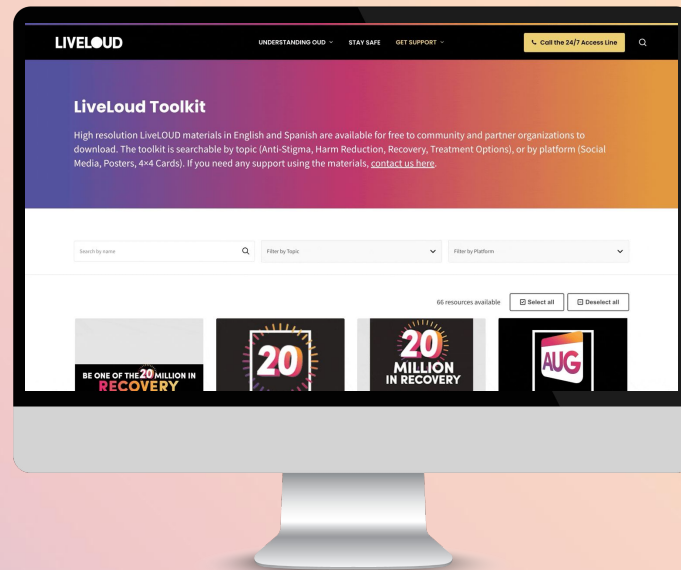 LIVELOUD
UNDERSTANDING OUD STAY SAFE GET SUPPORT Call the 24/7 Access Line
LiveLoud Toolkit
High resolution LiveLOUD materials in English and Spanish are available for free to community and partner organizations to
download. The toolkit is searchable by topic (Anti-Stigma, Harm Reduction, Recovery, Treatment Options), or by platform (Social
Media, Posters, 4×4 Cards). If you need any support using the materials, contact us here.
Search by name Filter by Topic Filter by Platform
66 resources available Select all Deselect all
BE ONE OF THE 20 MILLION IN
RECOVERY
20
20
MILLION
IN RECOVERY
AUG